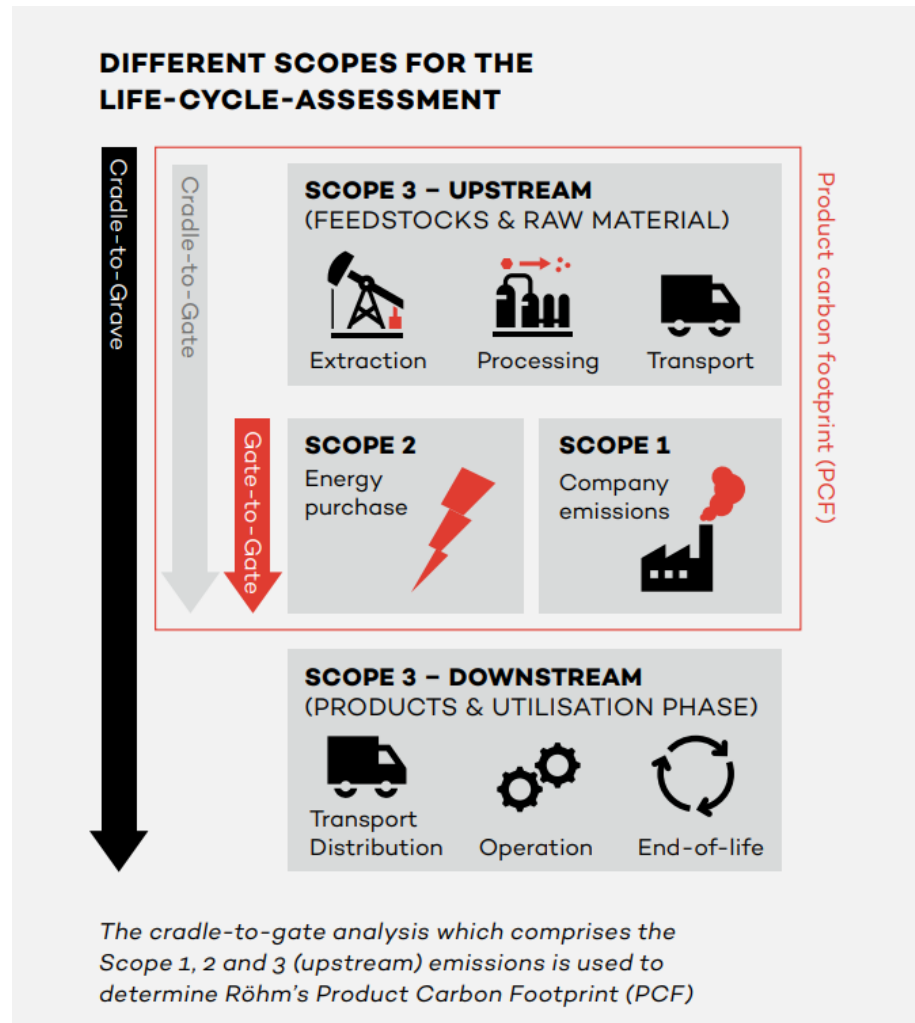 DIFFERENT SCOPES FOR THE
LIFE-CYCLE-ASSESSMENT
Cradle-to-Grave
Cradle-to-Gate
Gate-to-Gate
SCOPE 3 – UPSTREAM
(FEEDSTOCKS & RAW MATERIAL)
Extraction
Processing
Transport
Product carbon footprint (PCF)
SCOPE 2
Energy
purchase
SCOPE 1
Company
emissions
SCOPE 3 – DOWNSTREAM
(PRODUCTS & UTILISATION PHASE)
Transport
Distribution
Operation
End-of-life
The cradle-to-gate analysis which comprises the
Scope 1, 2 and 3 (upstream) emissions is used to
determine Röhm's Product Carbon Footprint (PCF)